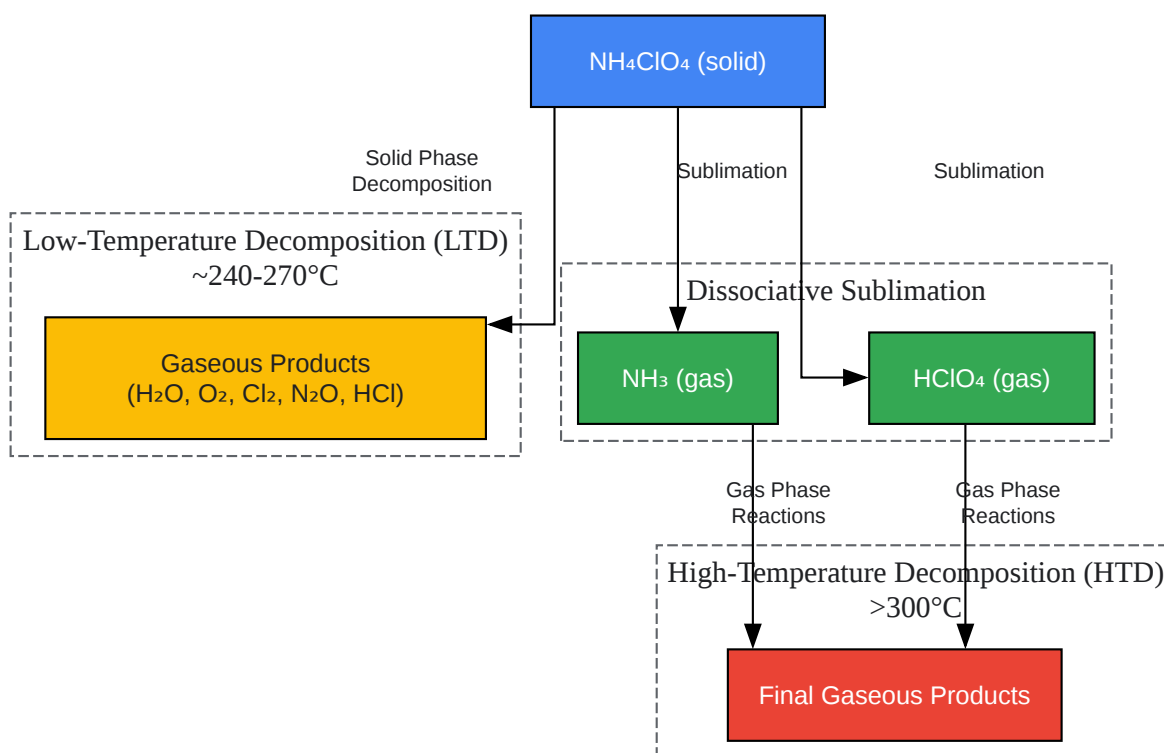 NH₄ClO₄ (solid)
Solid Phase
Decomposition
Sublimation
Sublimation
Low-Temperature Decomposition (LTD)
~240-270°C
Dissociative Sublimation
Gaseous Products
(H₂O, O₂, Cl₂, N₂O, HCl)
NH₃ (gas)
HClO₄ (gas)
Gas Phase
Reactions
Gas Phase
Reactions
High-Temperature Decomposition (HTD)
>300°C
Final Gaseous Products